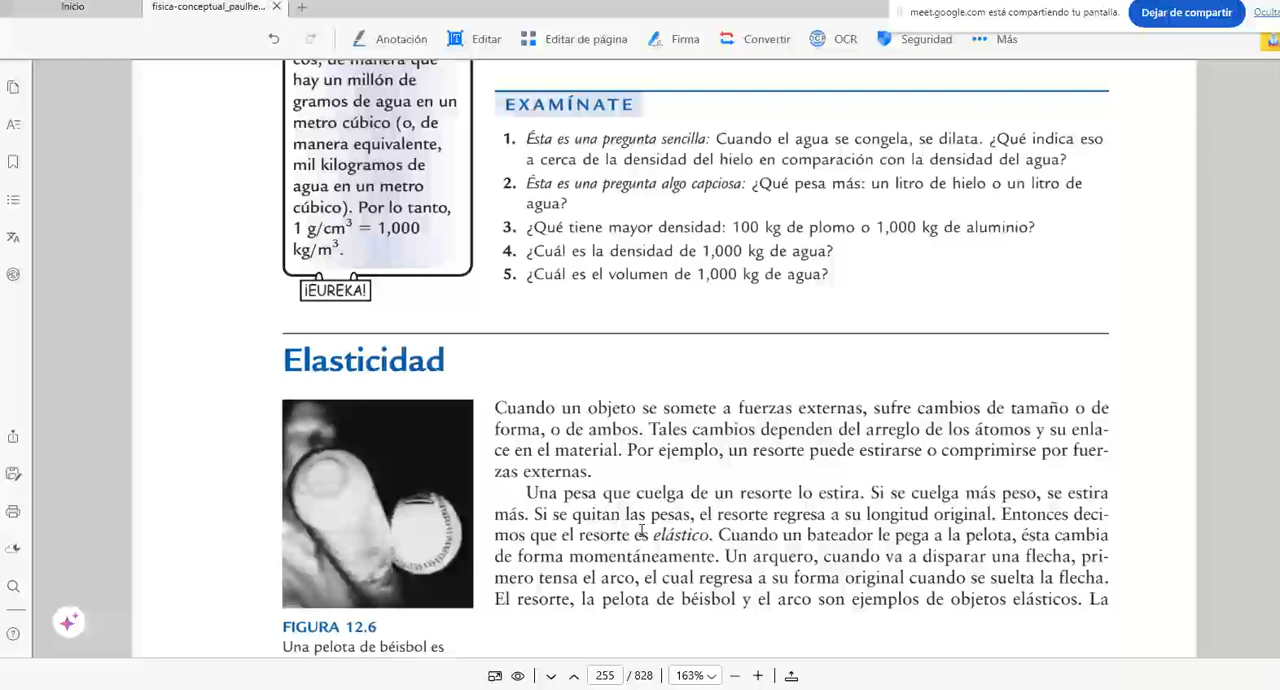 Inicio
fisica-conceptual_paulhe...
meet.google.com está compartiendo tu pantalla.
Dejar de compartir
Anotación
Editar
Editar de página
Firma
Convertir
OCR
Seguridad
Más
hay un millón de
gramos de agua en un
metro cúbico (o, de
manera equivalente,
mil kilogramos de
agua en un metro
cúbico). Por lo tanto,
1 g/cm³ = 1,000
kg/m³.
¡EUREKA!
EXAMÍNATE
1. Ésta es una pregunta sencilla: Cuando el agua se congela, se dilata. ¿Qué indica eso
a cerca de la densidad del hielo en comparación con la densidad del agua?
2. Ésta es una pregunta algo capciosa: ¿Qué pesa más: un litro de hielo o un litro de
agua?
3. ¿Qué tiene mayor densidad: 100 kg de plomo o 1,000 kg de aluminio?
4. ¿Cuál es la densidad de 1,000 kg de agua?
5. ¿Cuál es el volumen de 1,000 kg de agua?
Elasticidad
Cuando un objeto se somete a fuerzas externas, sufre cambios de tamaño o de
forma, o de ambos. Tales cambios dependen del arreglo de los átomos y su enla-
ce en el material. Por ejemplo, un resorte puede estirarse o comprimirse por fuer-
zas externas.
Una pesa que cuelga de un resorte lo estira. Si se cuelga más peso, se estira
más. Si se quitan las pesas, el resorte regresa a su longitud original. Entonces deci-
mos que el resorte es elástico. Cuando un bateador le pega a la pelota, ésta cambia
de forma momentáneamente. Un arquero, cuando va a disparar una flecha, pri-
mero tensa el arco, el cual regresa a su forma original cuando se suelta la flecha.
El resorte, la pelota de béisbol y el arco son ejemplos de objetos elásticos. La
FIGURA 12.6
Una pelota de béisbol es
255 / 828
163%